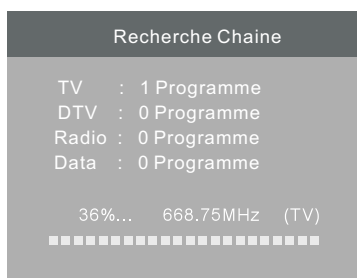 Recherche Chaine
TV : 1 Programme
DTV : 0 Programme
Radio : 0 Programme
Data : 0 Programme
36%... 668.75MHz (TV)